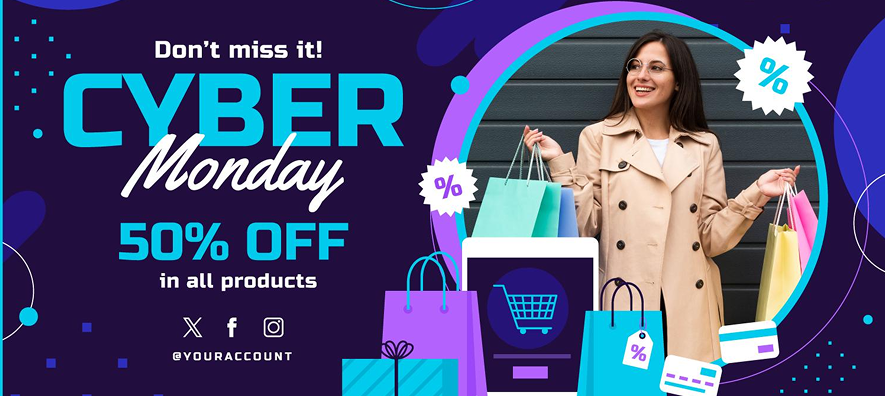 Don't miss it!
CYBER
Monday
50% OFF
in all products
@YOURACCOUNT
%
%
%